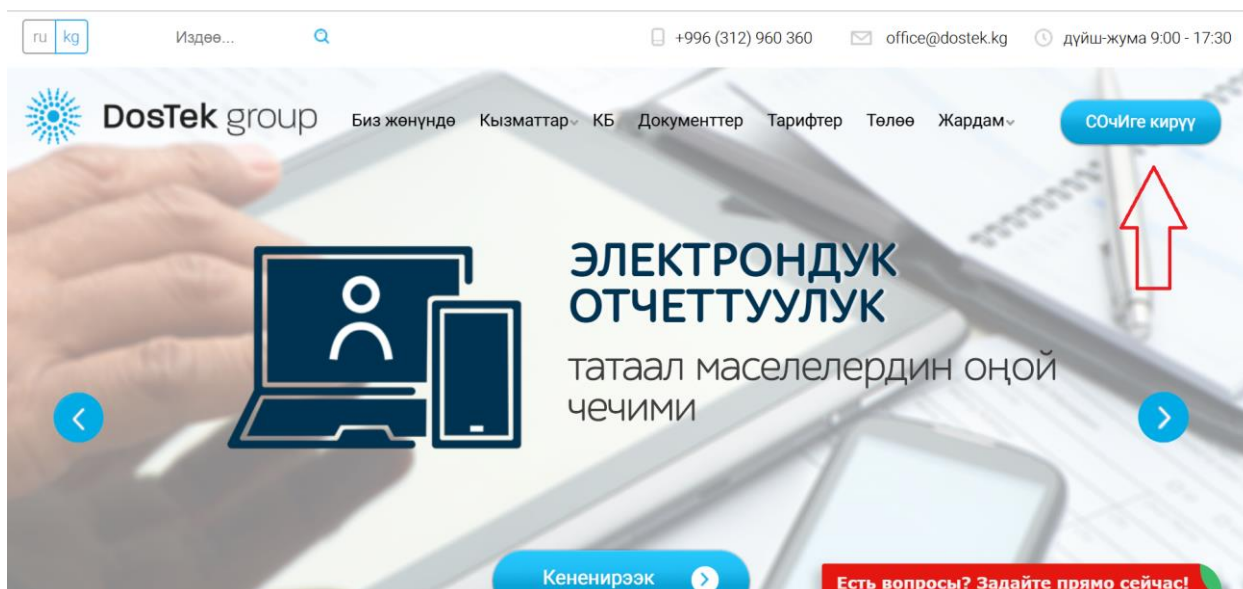 ru kg Издөө... +996 (312) 960 360 office@dostek.kg дүйш-жума 9:00 - 17:30
DosTek group Биз жөнүндө Кызматтар КБ Документтер Тарифтер Төлөө Жардам СОчИге кирүү
ЭЛЕКТРОНДУК
ОТЧЕТТУУЛУК
татаал маселелердин оңой
чечими
Кененирээк
Есть вопросы? Задайте прямо сейчас!